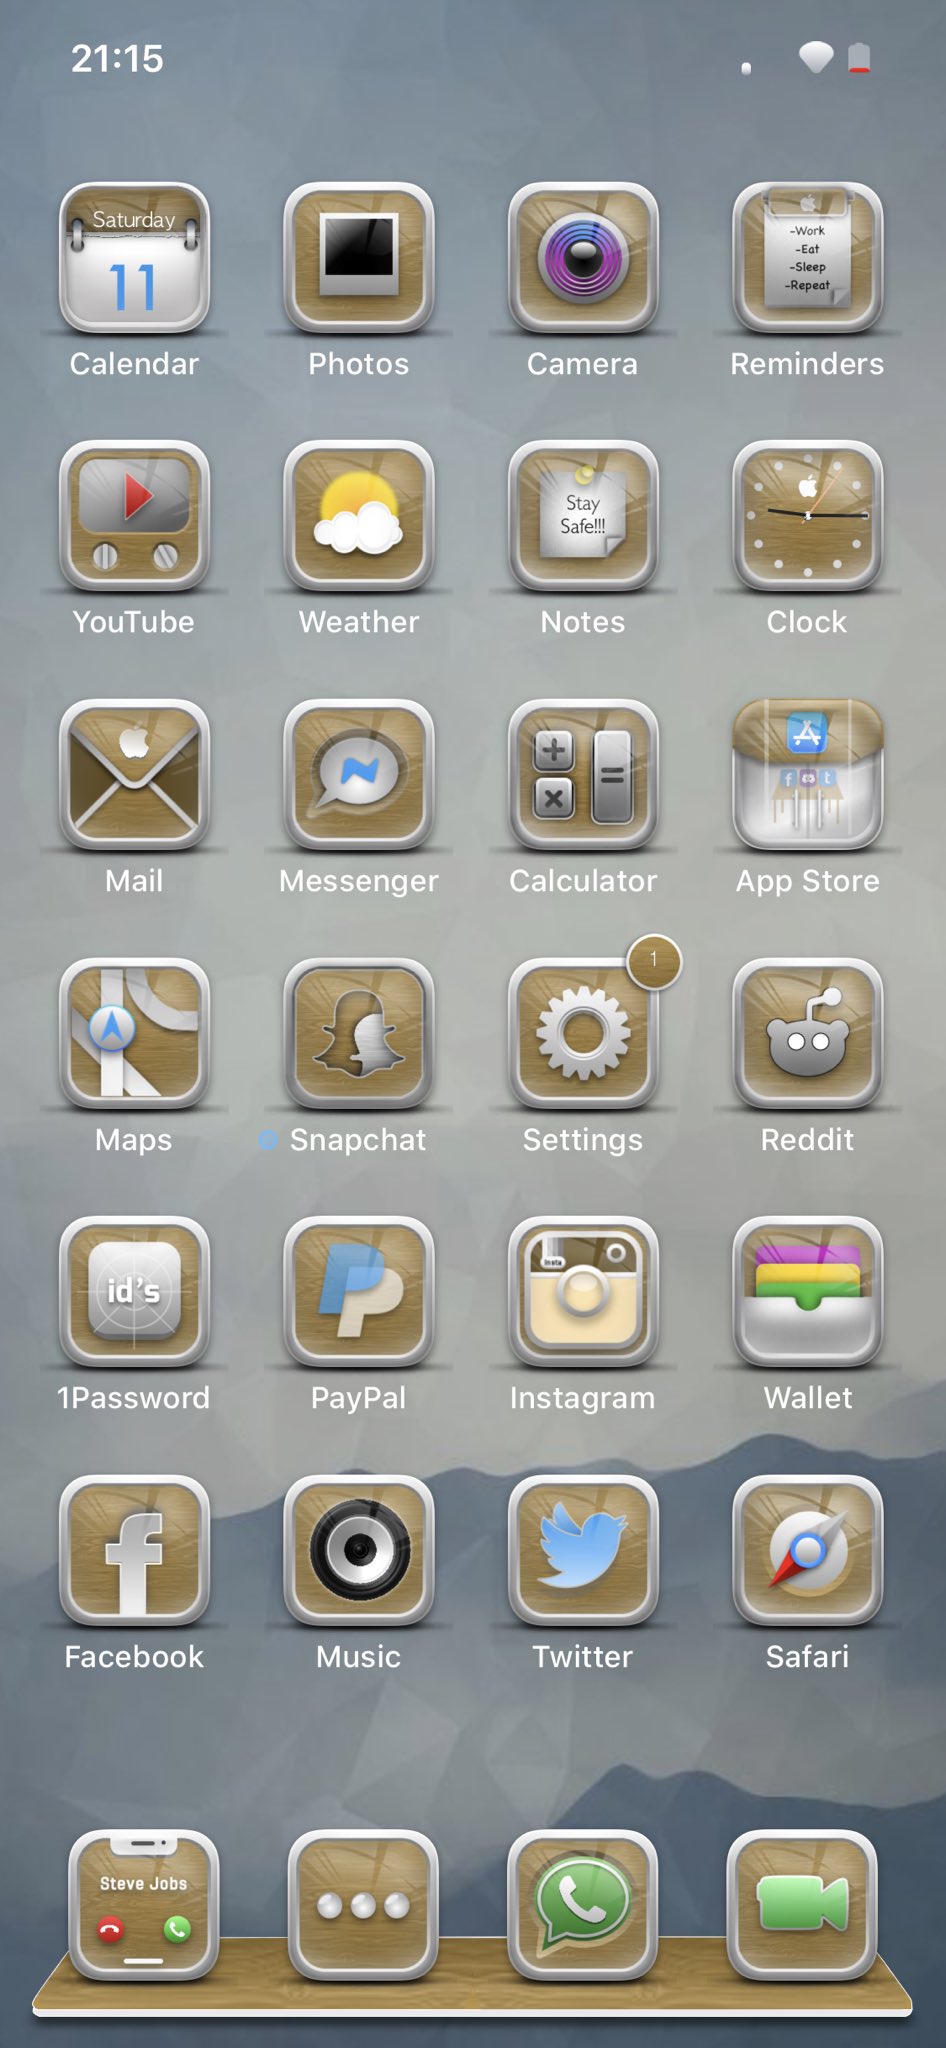 21:15
Saturday
11
Calendar
Photos
Camera
-Work
-Eat
-Sleep
-Repeat
Reminders
YouTube
Weather
Stay
Safe!!!
Notes
Clock
Mail
Messenger
Calculator
f t
App Store
Maps
Snapchat
1
Settings
Reddit
id's
1Password
PayPal
Insta
Instagram
Wallet
f
Facebook
Music
Twitter
Safari
Steve Jobs